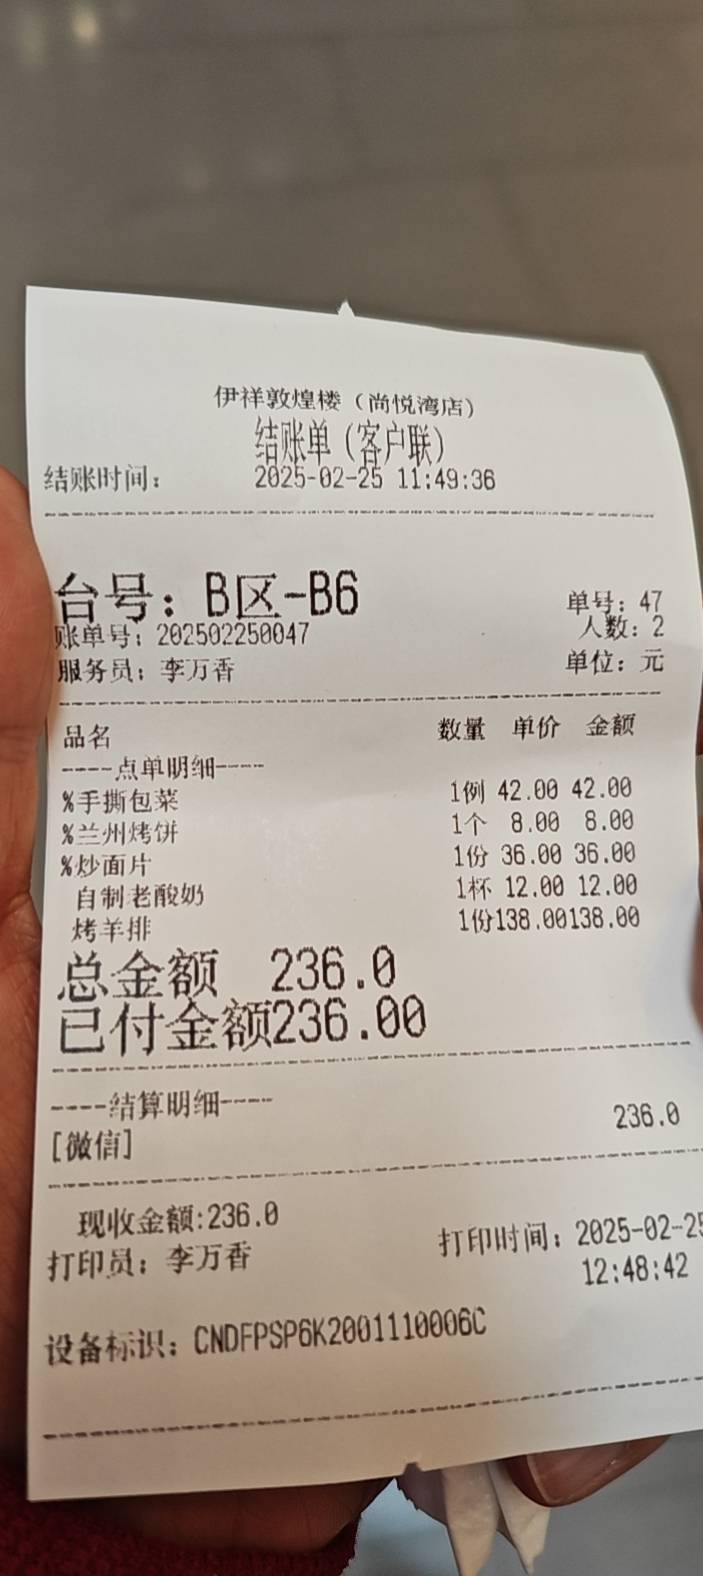 伊祥敦煌楼（尚悦湾店）
结账单（客户联）
结账时间： 2025-02-25 11:49:36
台号：B区-B6 单号：47
账单号：202502250047 人数：2
服务员：李万香 单位：元
品名 数量 单价 金额
----点单明细----
%手撕包菜 1例 42.00 42.00
%兰州烤饼 1个 8.00 8.00
%炒面片 1份 36.00 36.00
自制老酸奶 1杯 12.00 12.00
烤羊排 1份138.00138.00
总金额 236.0
已付金额236.00
----结算明细----
[微信] 236.0
现收金额:236.0
打印员：李万香 打印时间：2025-02-25
12:48:42
设备标识：CNDFPSP6K2001110006C